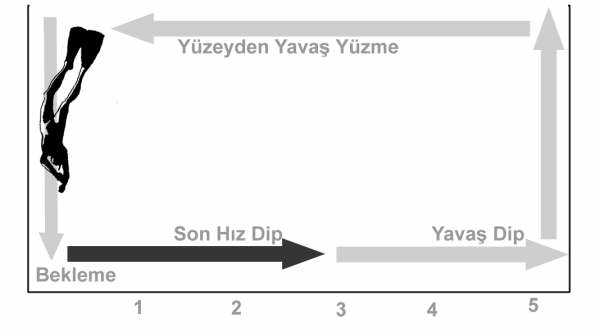 Yüzeyden Yavaş Yüzme
Son Hız Dip
Yavaş Dip
Bekleme
1 2 3 4 5